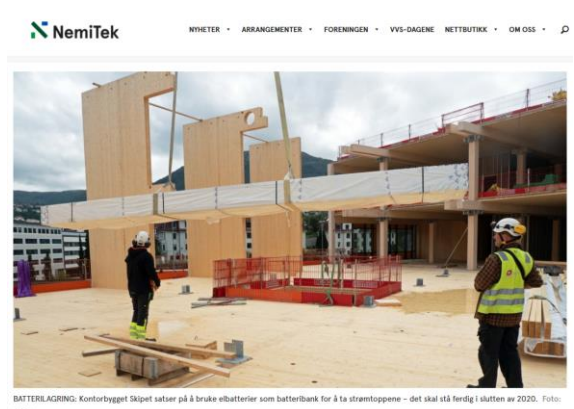 NemiTek
NYHETER ARRANGEMENTER FORENINGEN VVS-DAGENE NETTBUTIKK OM OSS
BATTERILAGRING: Kontorbygget Skipet satser på å bruke elbatterier som batteribank for å ta strømtoppene – det skal stå ferdig i slutten av 2020. Foto: